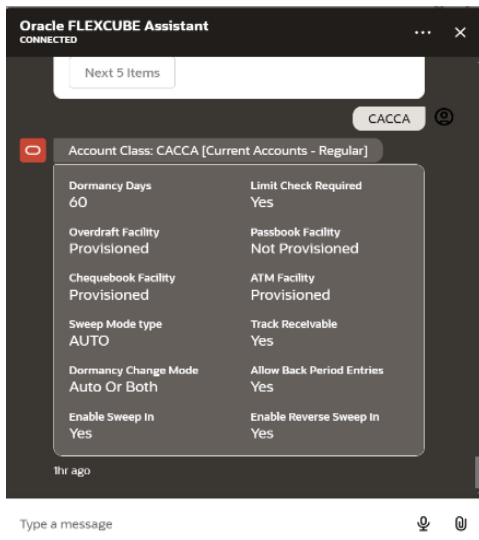 Oracle FLEXCUBE Assistant
CONNECTED
Next 5 Items
CACCA
Account Class: CACCA [Current Accounts - Regular]
Dormancy Days Limit Check Required
60 Yes
Overdraft Facility Passbook Facility
Provisioned Not Provisioned
Chequebook Facility ATM Facility
Provisioned Provisioned
Sweep Mode type Track Receivable
AUTO Yes
Dormancy Change Mode Allow Back Period Entries
Auto Or Both Yes
Enable Sweep In Enable Reverse Sweep In
Yes Yes
1hr ago
Type a message